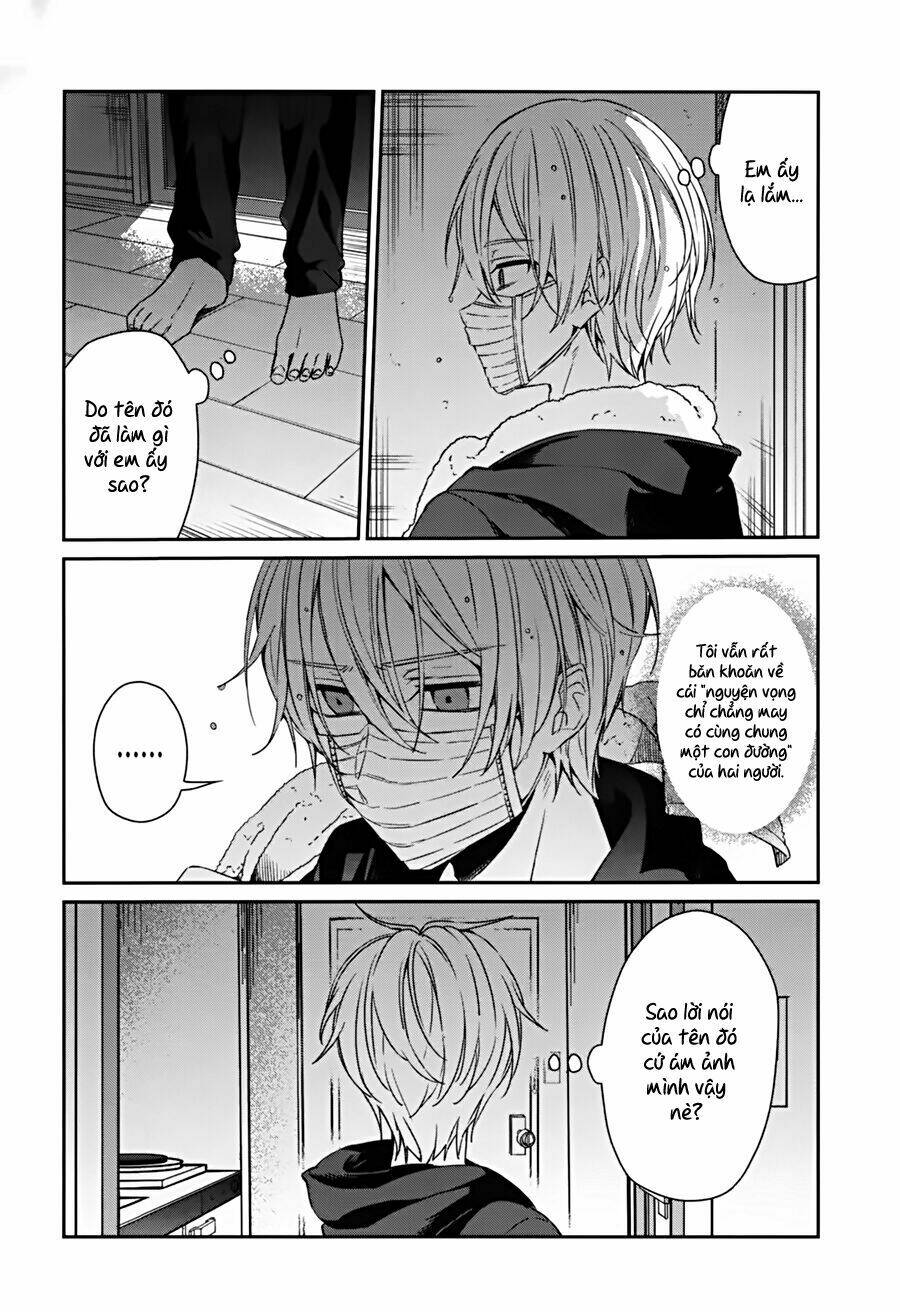 Em ấy
lạ lắm...
Do tên đó
đã làm gì
với em ấy
sao?
Tôi vẫn rất
băn khoăn về
cái "nguyện vọng
chỉ chẳng may
có cùng chung
một con đường"
của hai người.
......
Sao lời nói
của tên đó
cứ ám ảnh
mình vậy
nè?